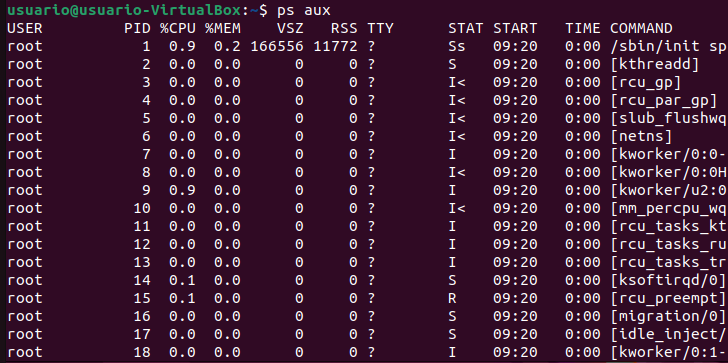 usuario@usuario-VirtualBox:~$ ps aux
USER PID %CPU %MEM VSZ RSS TTY STAT START TIME COMMAND
root 1 0.9 0.2 166556 11772 ? Ss 09:20 0:00 /sbin/init sp
root 2 0.0 0.0 0 0 ? S 09:20 0:00 [kthreadd]
root 3 0.0 0.0 0 0 ? I< 09:20 0:00 [rcu_gp]
root 4 0.0 0.0 0 0 ? I< 09:20 0:00 [rcu_par_gp]
root 5 0.0 0.0 0 0 ? I< 09:20 0:00 [slub_flushwq
root 6 0.0 0.0 0 0 ? I< 09:20 0:00 [netns]
root 7 0.0 0.0 0 0 ? I 09:20 0:00 [kworker/0:0-
root 8 0.0 0.0 0 0 ? I< 09:20 0:00 [kworker/0:0H
root 9 0.9 0.0 0 0 ? I 09:20 0:00 [kworker/u2:0
root 10 0.0 0.0 0 0 ? I< 09:20 0:00 [mm_percpu_wq
root 11 0.0 0.0 0 0 ? I 09:20 0:00 [rcu_tasks_kt
root 12 0.0 0.0 0 0 ? I 09:20 0:00 [rcu_tasks_ru
root 13 0.0 0.0 0 0 ? I 09:20 0:00 [rcu_tasks_tr
root 14 0.1 0.0 0 0 ? S 09:20 0:00 [ksoftirqd/0]
root 15 0.1 0.0 0 0 ? R 09:20 0:00 [rcu_preempt]
root 16 0.0 0.0 0 0 ? S 09:20 0:00 [migration/0]
root 17 0.0 0.0 0 0 ? S 09:20 0:00 [idle_inject/
root 18 0.0 0.0 0 0 ? I 09:20 0:00 [kworker/0:1-